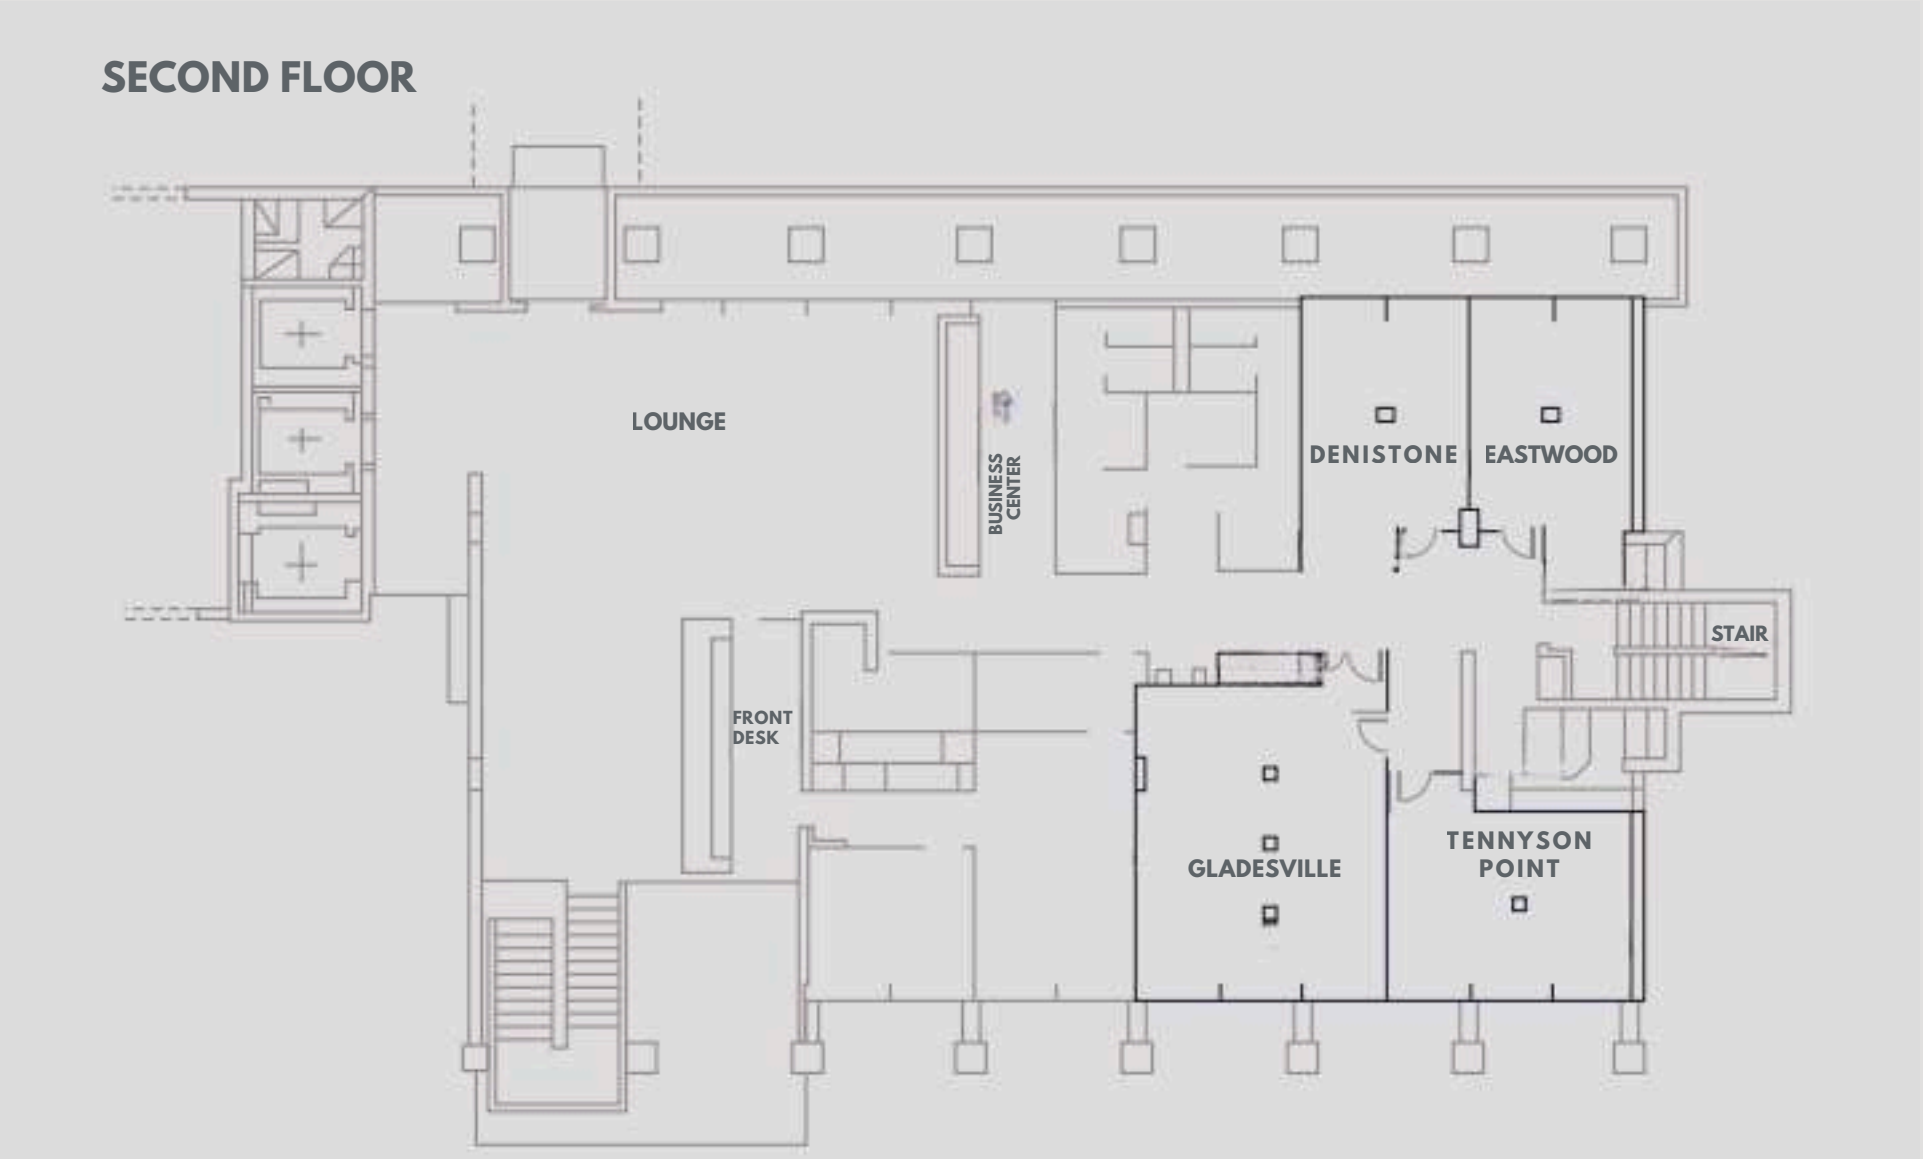 SECOND FLOOR
LOUNGE
BUSINESS
CENTER
DENISTONE
EASTWOOD
STAIR
FRONT
DESK
GLADESVILLE
TENNYSON
POINT